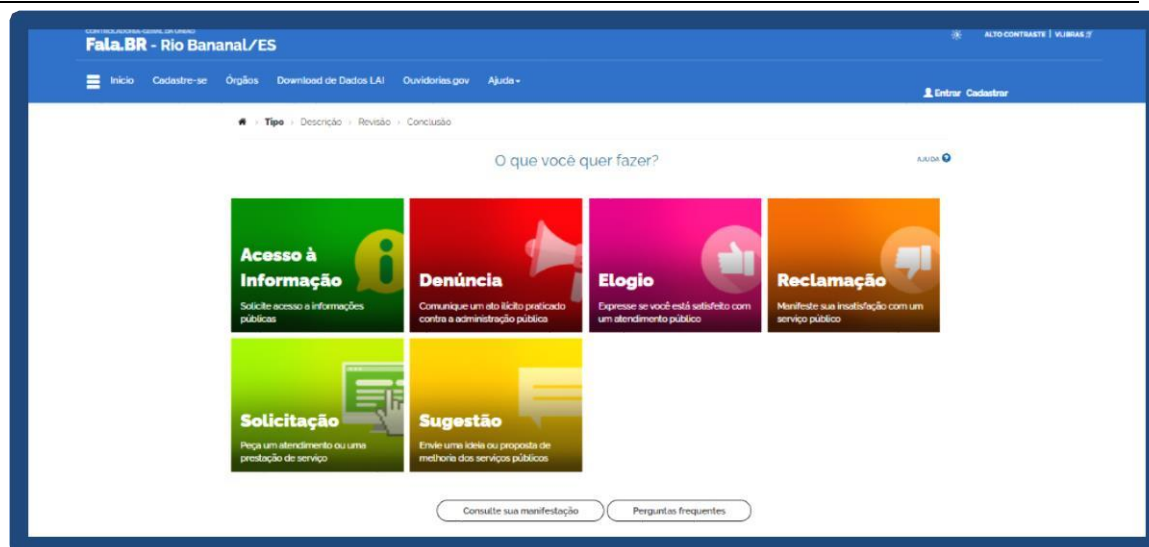 CONTROLADORIA-GERAL DA UNIÃO
Fala.BR - Rio Bananal/ES
ALTO CONTRASTE | VLIBRAS
Início Cadastre-se Órgãos Download de Dados LAI Ouvidorias.gov Ajuda
Entrar Cadastrar
Tipo › Descrição › Revisão › Conclusão
O que você quer fazer?
AJUDA
Acesso à
Informação
Solicite acesso a informações
públicas
Denúncia
Comunique um ato ilícito praticado
contra a administração pública
Elogio
Expresse se você está satisfeito com
um atendimento público
Reclamação
Manifeste sua insatisfação com um
serviço público
Solicitação
Peça um atendimento ou uma
prestação de serviço
Sugestão
Envie uma ideia ou proposta de
melhoria dos serviços públicos
Consulte sua manifestação
Perguntas frequentes